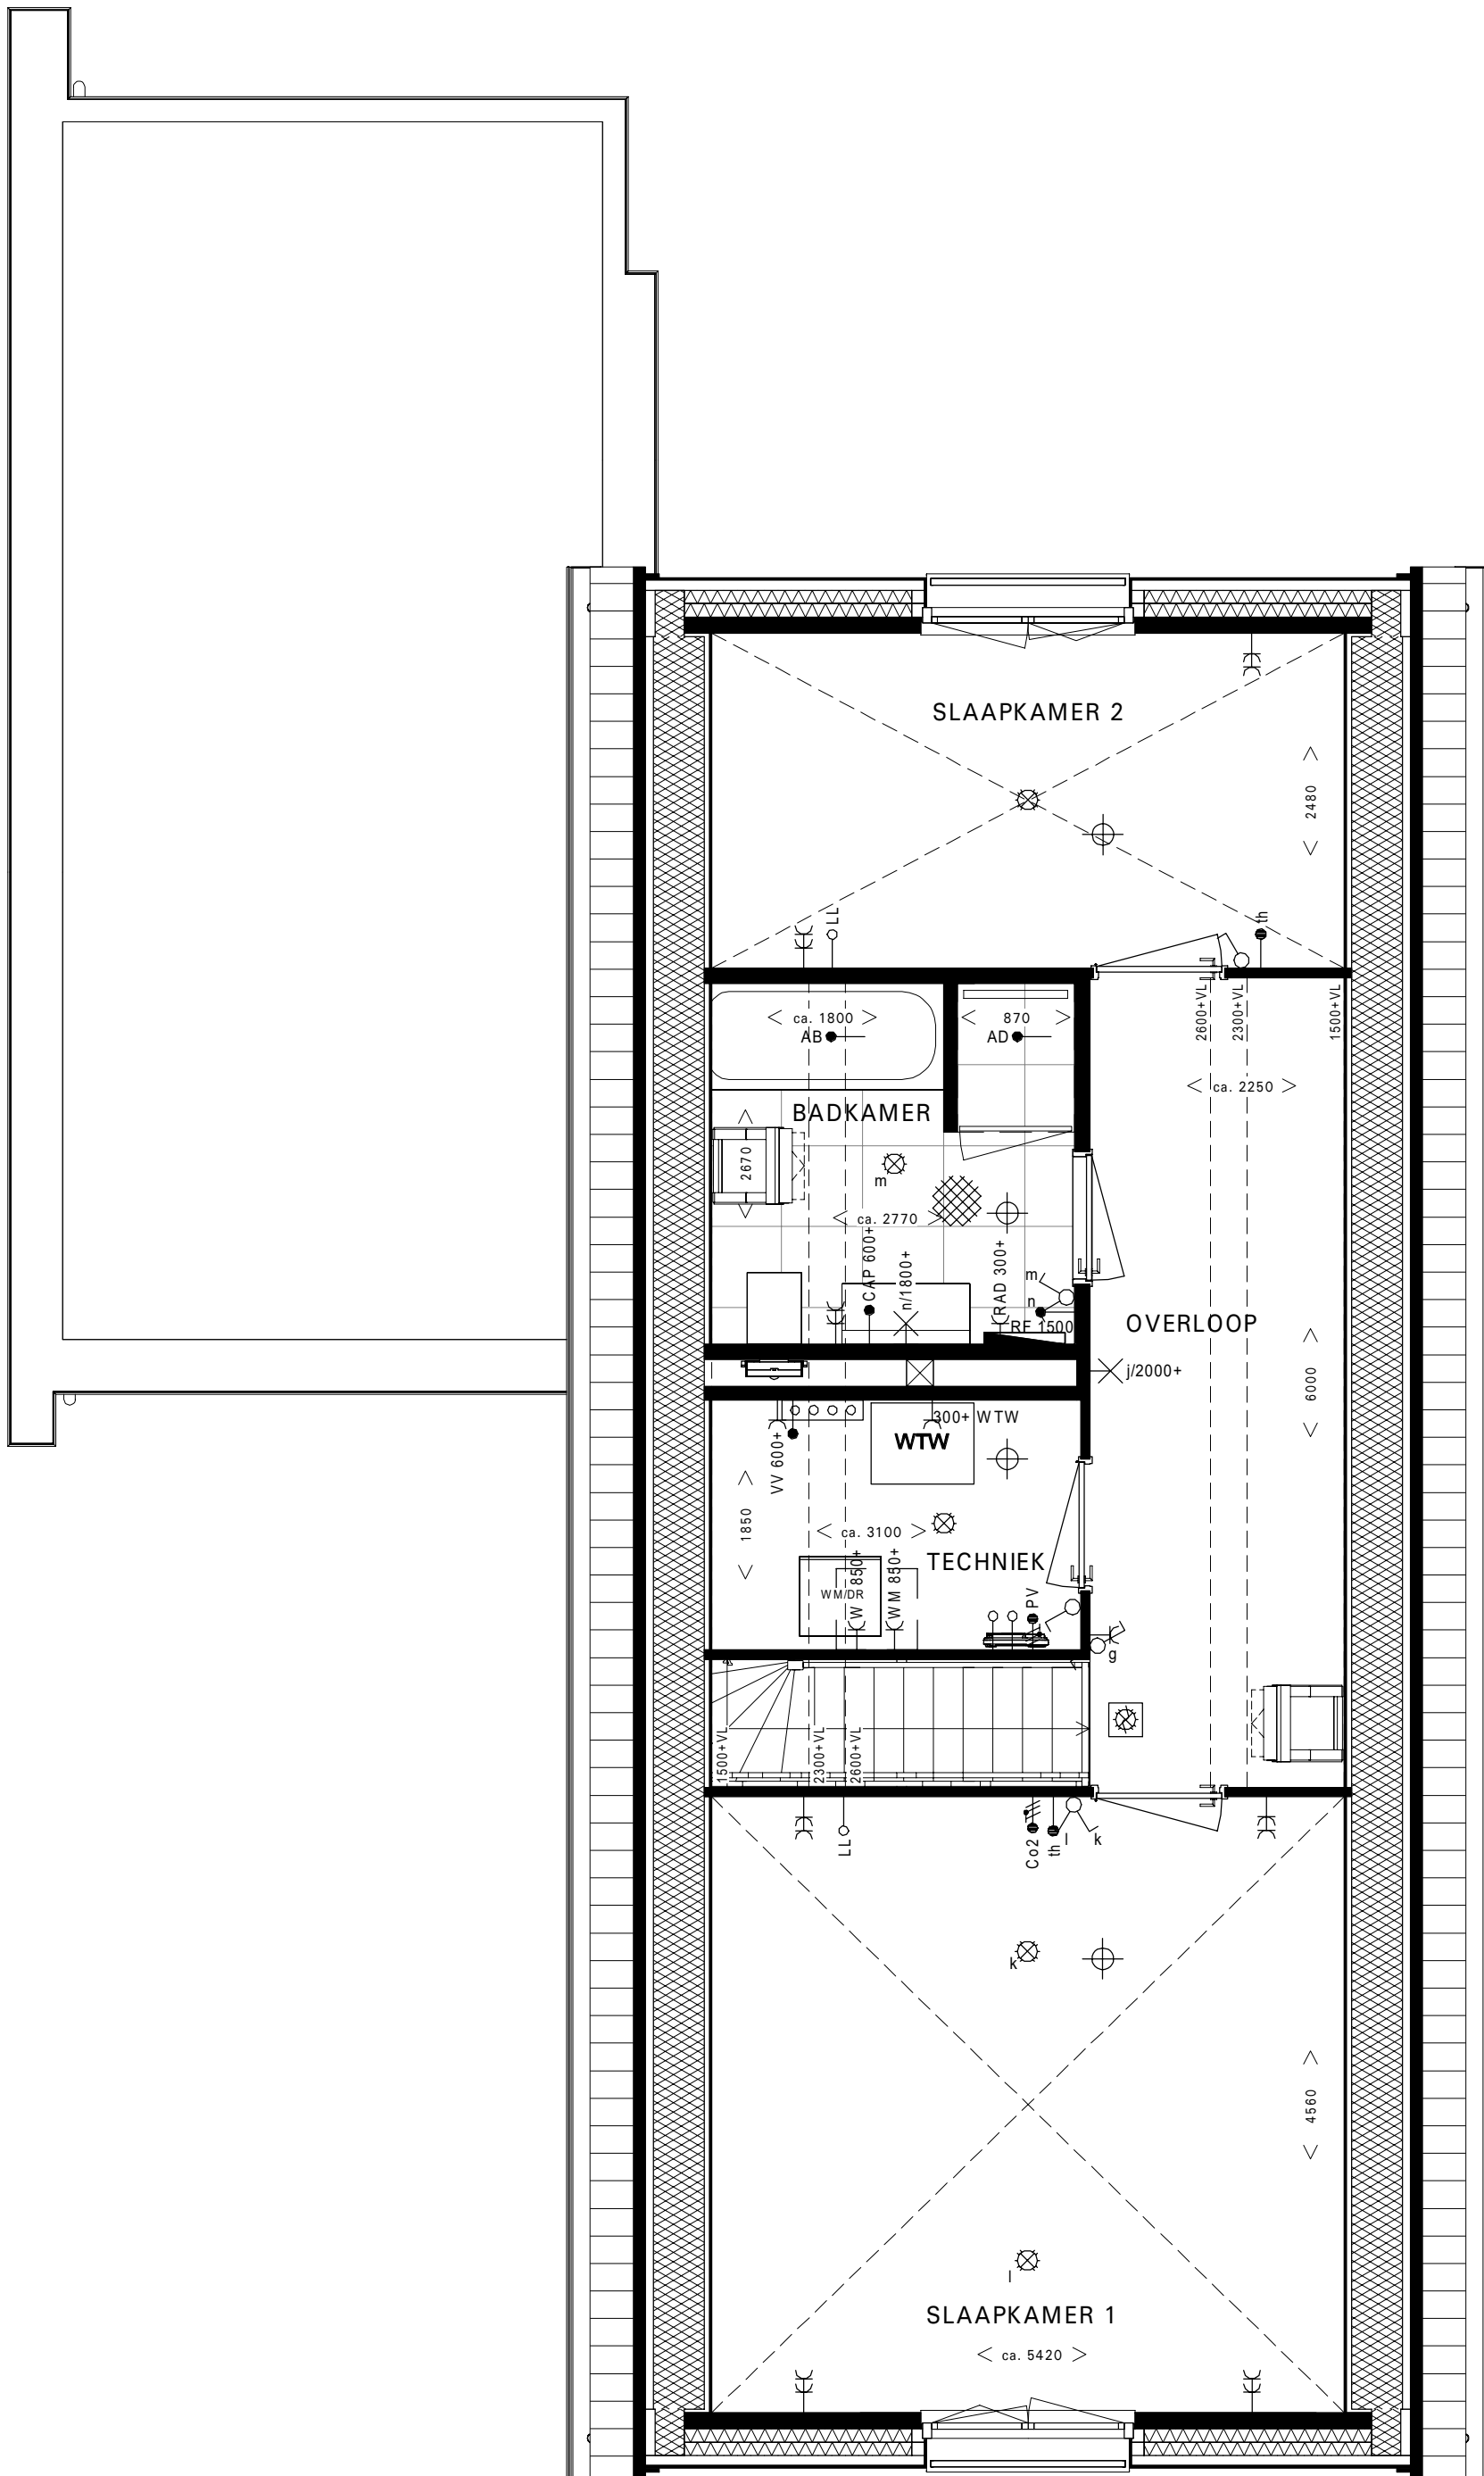 SLAAPKAMER 2
2480
LL
th
ca. 1800
870
AB
AD
2600+VL
2300+VL
1500+VL
ca. 2250
BADKAMER
2670
m
ca. 2770
CAP 600+
n/1800+
RAD 300+
m
n
RE 1500
OVERLOOP
j/2000+
6000
300+ WTW
WTW
VV 600+
1850
ca. 3100
TECHNIEK
WM/DR
W 850+
WM 850+
PV
g
1500+VL
2300+VL
2600+VL
LL
Co2
th
l
k
k
4560
l
SLAAPKAMER 1
ca. 5420